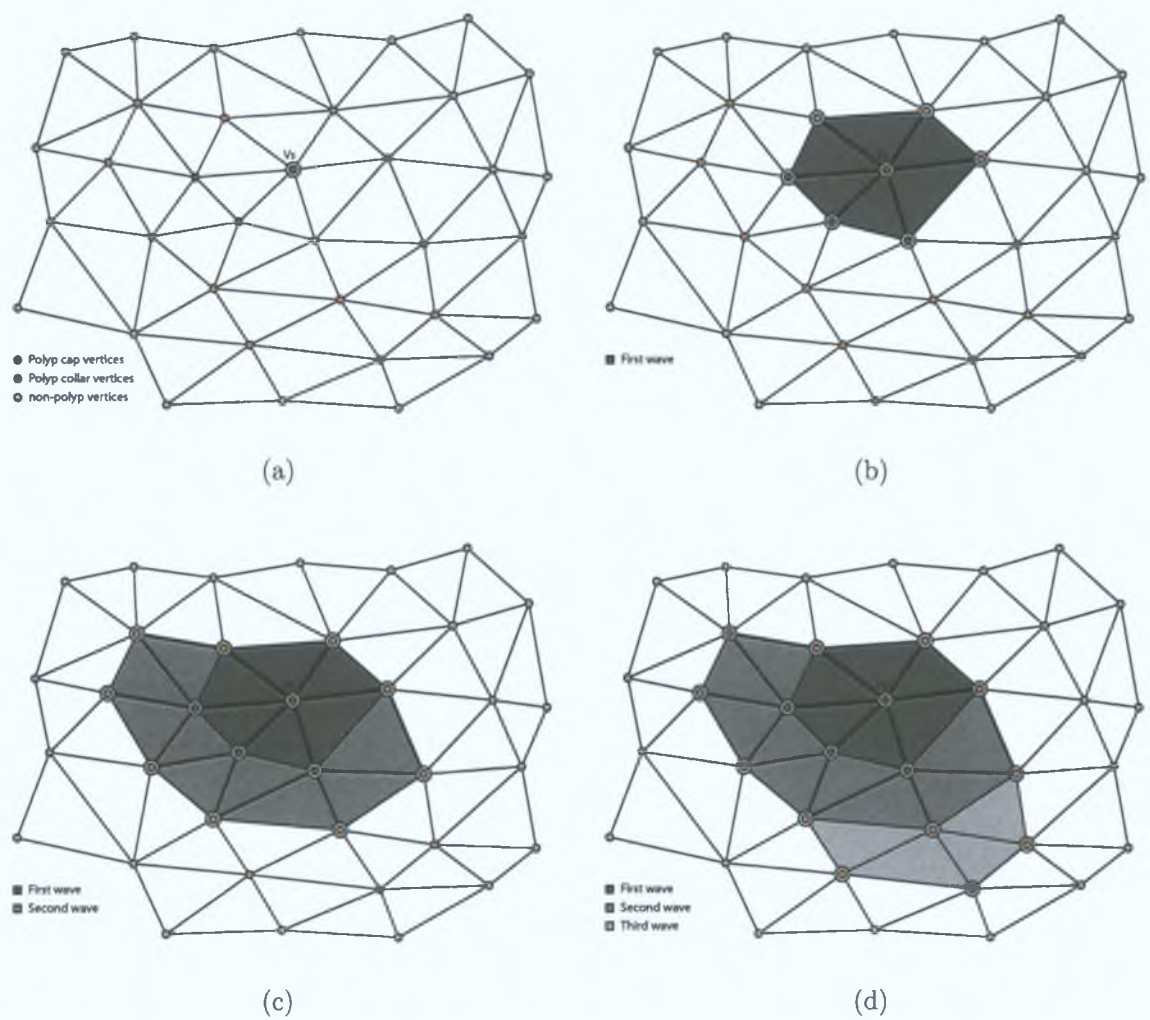 Vs
Polyp cap vertices
Polyp collar vertices
non-polyp vertices
(a)
First wave
(b)
First wave
Second wave
(c)
First wave
Second wave
Third wave
(d)